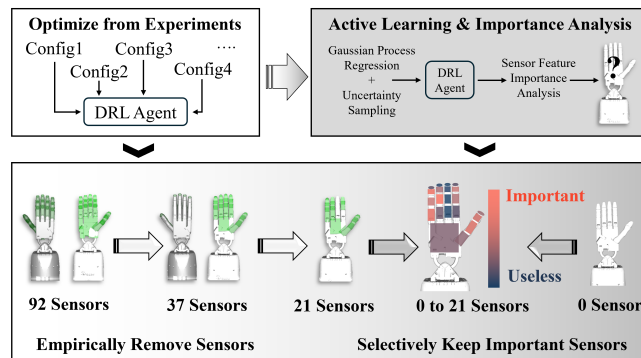 Optimize from Experiments
Config1
Config3
....
Config2
Config4
DRL Agent
Active Learning & Importance Analysis
Gaussian Process
Regression
+
Uncertainty
Sampling
DRL
Agent
Sensor Feature
Importance
Analysis
?
Important
Useless
92 Sensors
37 Sensors
21 Sensors
0 to 21 Sensors
0 Sensor
Empirically Remove Sensors
Selectively Keep Important Sensors